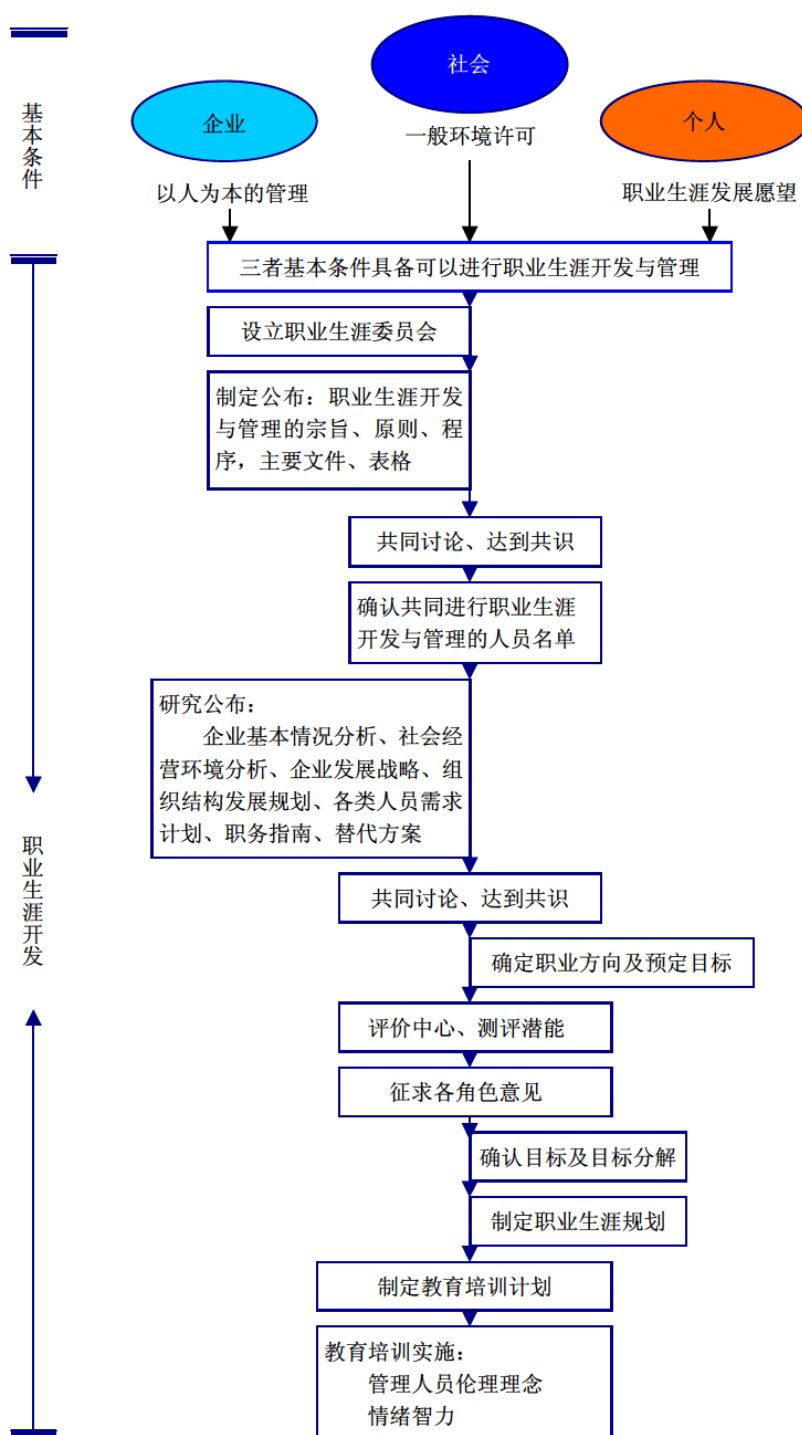 社会
企业
个人
基本条件
一般环境许可
以人为本的管理
职业生涯发展愿望
三者基本条件具备可以进行职业生涯开发与管理
设立职业生涯委员会
制定公布：职业生涯开发
与管理的宗旨、原则、程
序，主要文件、表格
共同讨论、达到共识
确认共同进行职业生涯
开发与管理的人员名单
研究公布：
企业基本情况分析、社会经
营环境分析、企业发展战略、组
织结构发展规划、各类人员需求
计划、职务指南、替代方案
职业生涯开发
共同讨论、达到共识
确定职业方向及预定目标
评价中心、测评潜能
征求各角色意见
确认目标及目标分解
制定职业生涯规划
制定教育培训计划
教育培训实施：
管理人员伦理理念
情绪智力